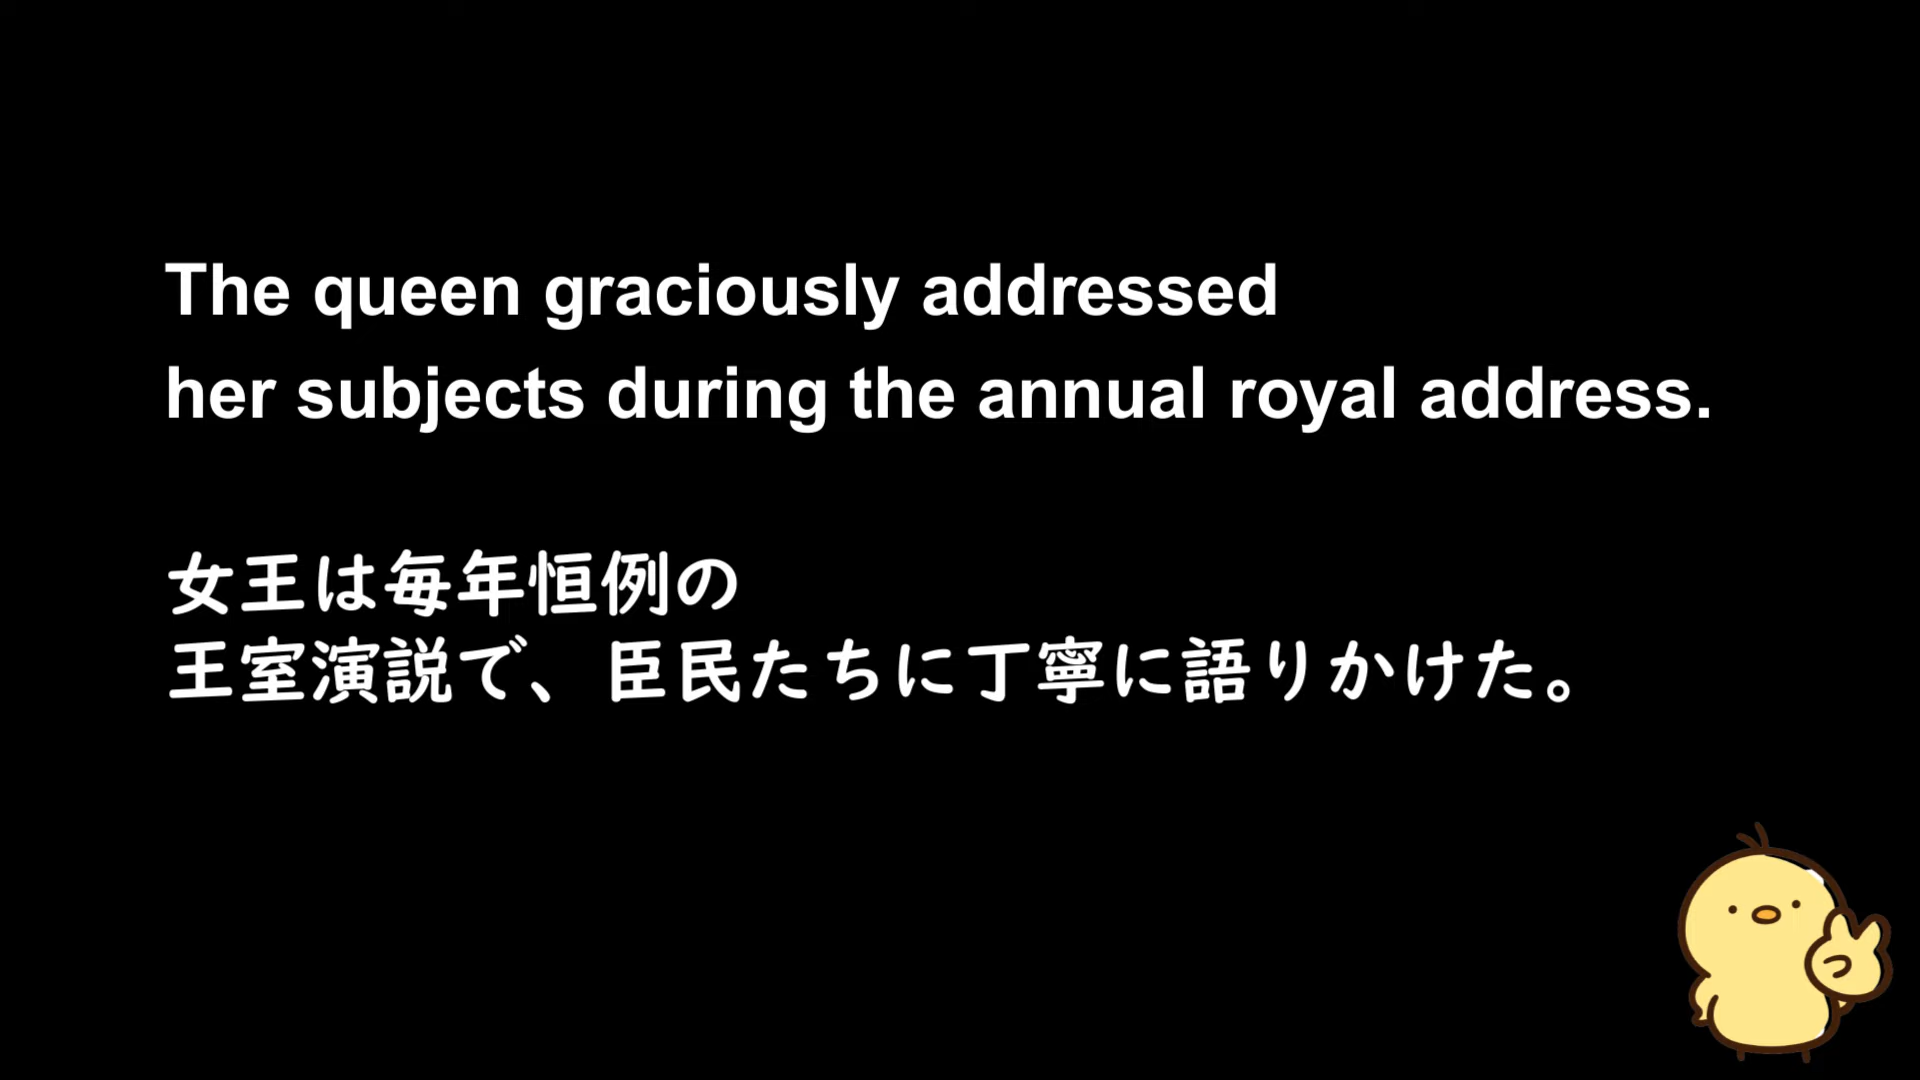 The queen graciously addressed
her subjects during the annual royal address.
女王は毎年恒例の
王室演説で、臣民たちに丁寧に語りかけた。